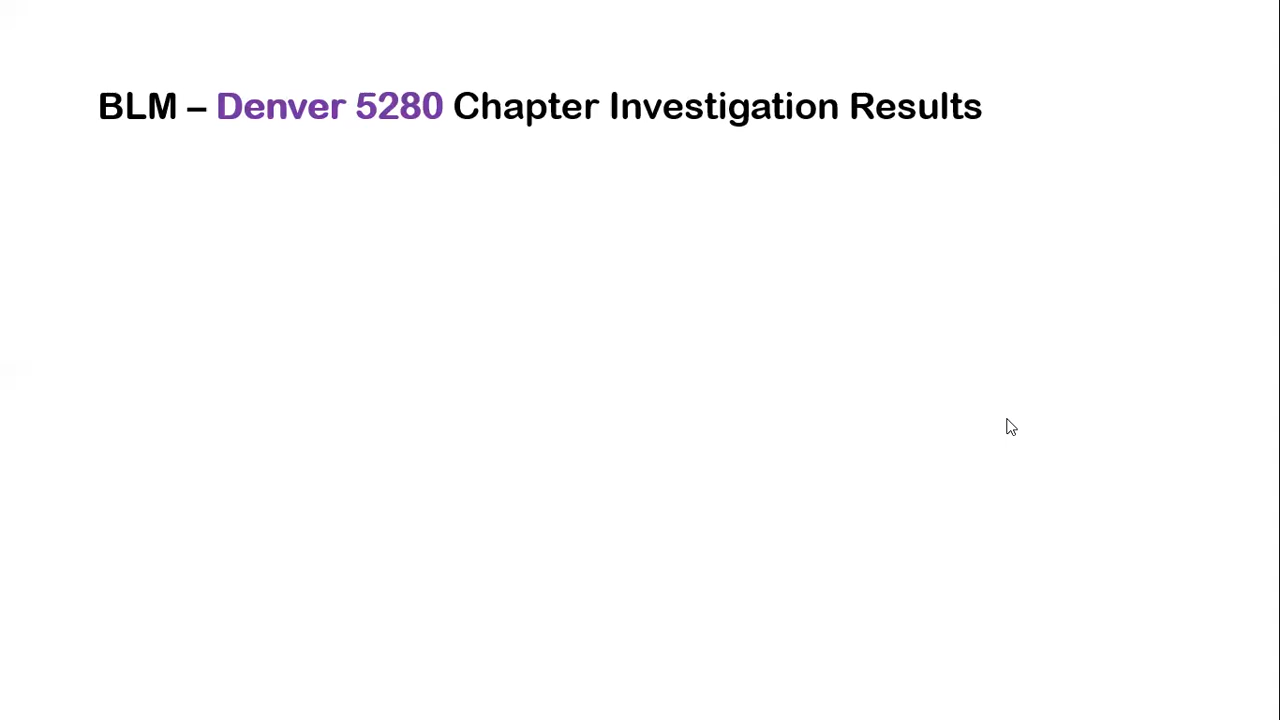 BLM – Denver 5280 Chapter Investigation Results